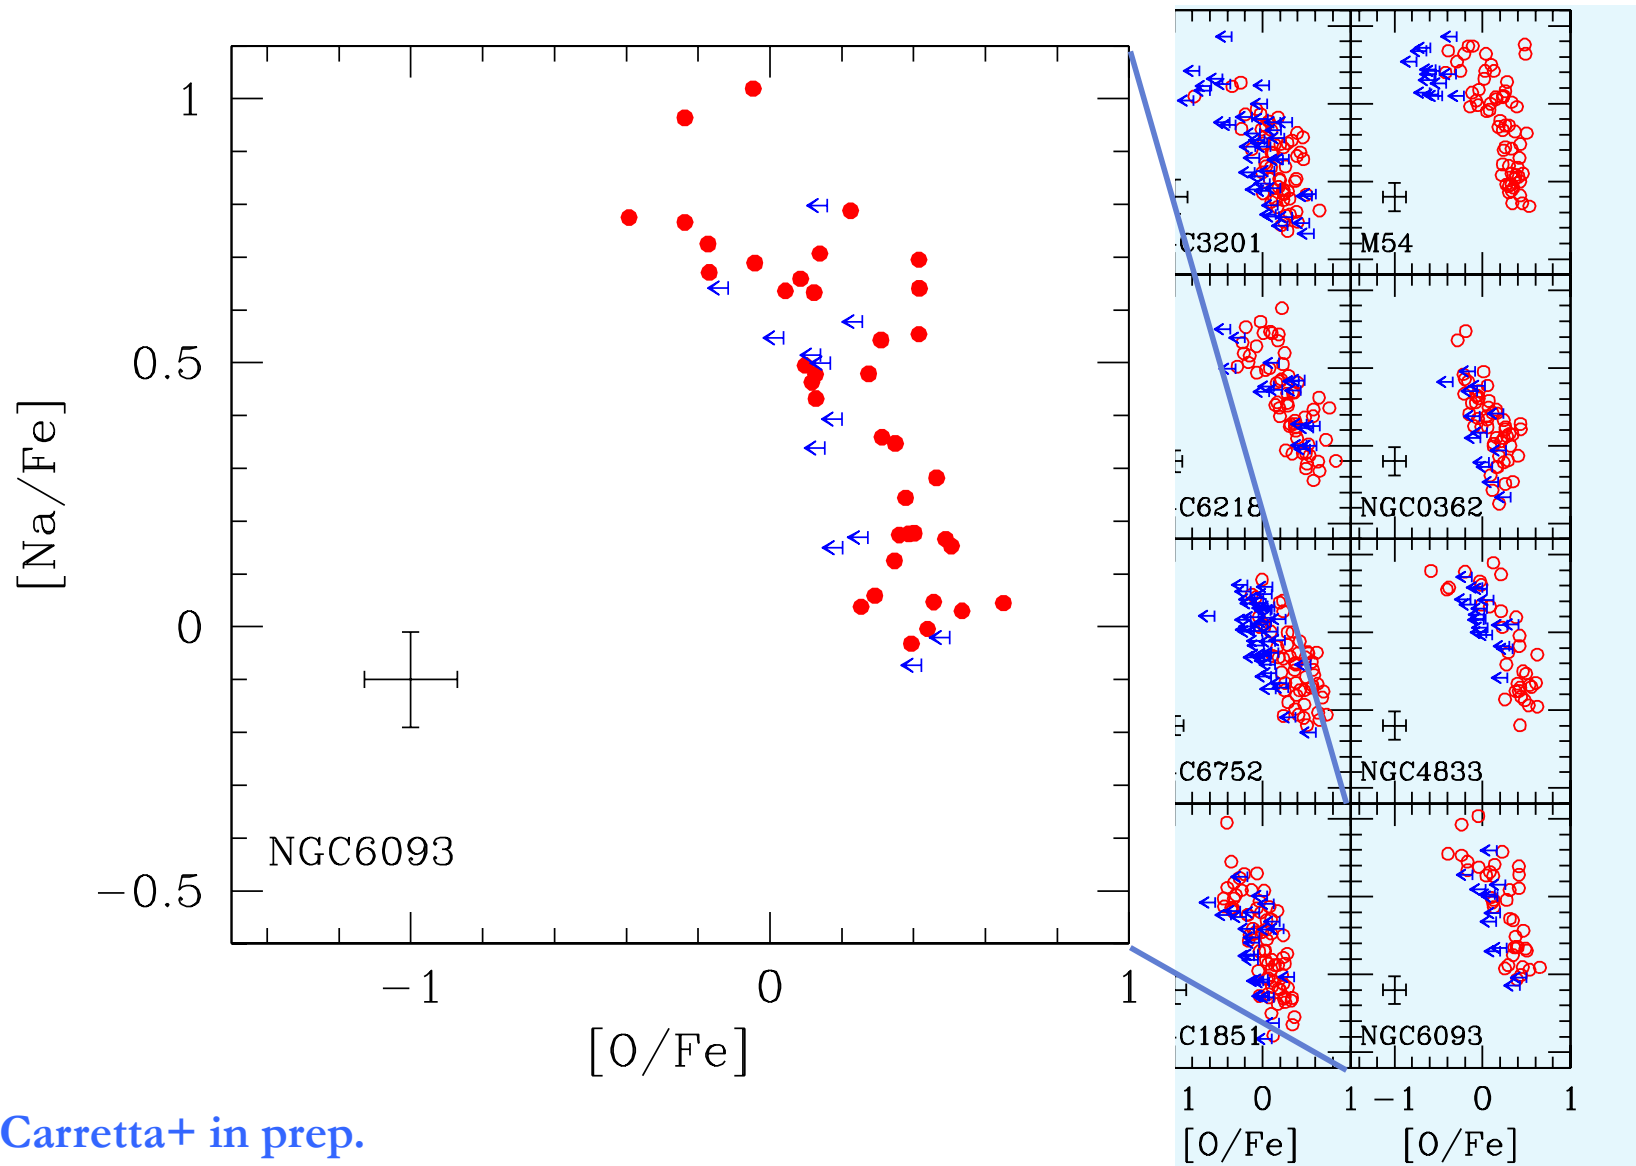 1
0.5
0
−0.5
[Na/Fe]
NGC6093
−1 0 1
[O/Fe]
Carretta+ in prep.
C3201
M54
C6218
NGC0362
C6752
NGC4833
C1851
NGC6093
1 0 1 −1 0 1
[O/Fe] [O/Fe]